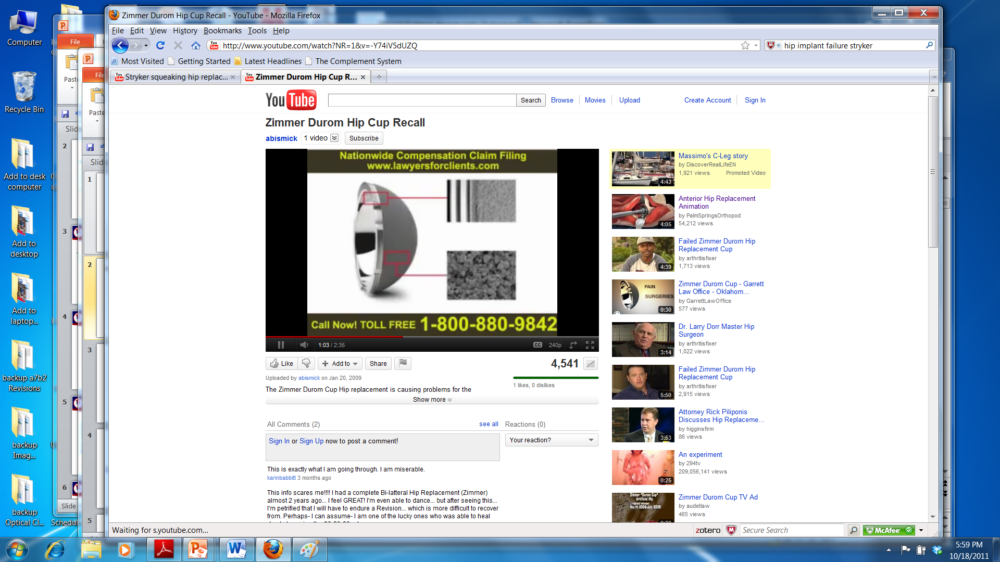 Zimmer Durom Hip Cup Recall - YouTube - Mozilla Firefox
File Edit View History Bookmarks Tools Help
http://www.youtube.com/watch?NR=1&v=-Y74iV5dUZQ
hip implant failure stryker
Most Visited Getting Started Latest Headlines The Complement System
Stryker squeaking hip replac...
Zimmer Durom Hip Cup R...
YouTube
Search Browse Movies Upload Create Account Sign In
Zimmer Durom Hip Cup Recall
abismick 1 video Subscribe
Nationwide Compensation Claim Filing
www.lawyersforclients.com
Call Now! TOLL FREE 1-800-880-9842
1:03 / 2:35 CC 240p
Like Add to Share 4,541
Uploaded by abismick on Jan 20, 2009
1 likes, 0 dislikes
The Zimmer Durom Cup Hip replacement is causing problems for the
Show more
All Comments (2) see all
Reactions (0)
Sign In or Sign Up now to post a comment!
Your reaction?
This is exactly what I am going through. I am miserable.
karinbabbitt 3 months ago
This info scares me!!!! I had a complete Bi-latteral Hip Replacement (Zimmer)
almost 2 years ago... I feel GREAT! I'm even able to dance... but after seeing this...
I'm petrified that I will have to endure a Revision... which is more difficult to recover
from. Perhaps- I can assume- I am one of the lucky ones who was able to heal
Massimo's C-Leg story
by DiscoverRealLifeEN
1,921 views Promoted Video
4:43
Anterior Hip Replacement
Animation
by PalmSpringsOrthopod
54,212 views
4:05
Failed Zimmer Durom Hip
Replacement Cup
by arthritisfixer
1,713 views
4:39
Zimmer Durom Cup - Garrett
Law Office - Oklahom...
by GarrettLawOffice
577 views
PAIN
SURGERIES
0:30
Dr. Larry Dorr Master Hip
Surgeon
by arthritisfixer
1,022 views
3:14
Failed Zimmer Durom Hip
Replacement Cup
by arthritisfixer
2,915 views
5:50
Attorney Rick Piliponis
Discusses Hip Replaceme...
by higginsfirm
86 views
3:53
An experiment
by 294tv
209,056,141 views
0:25
Zimmer Durom Cup TV Ad
by audetlaw
465 views
Zimmer "Durom Cup"
Artificial Hip
Waiting for s.youtube.com...
zotero Secure Search McAfee
Computer
Recycle Bin
Add to desk
computer
Add to
desktop
Add to
laptop...
backup a7b2
Revisions
backup
Imag...
backup
Optical Cl...
Schedul
File
Paste
Slid
2
3
4
5
6
Slide
1
2
3
4
5
5:59 PM
10/18/2011